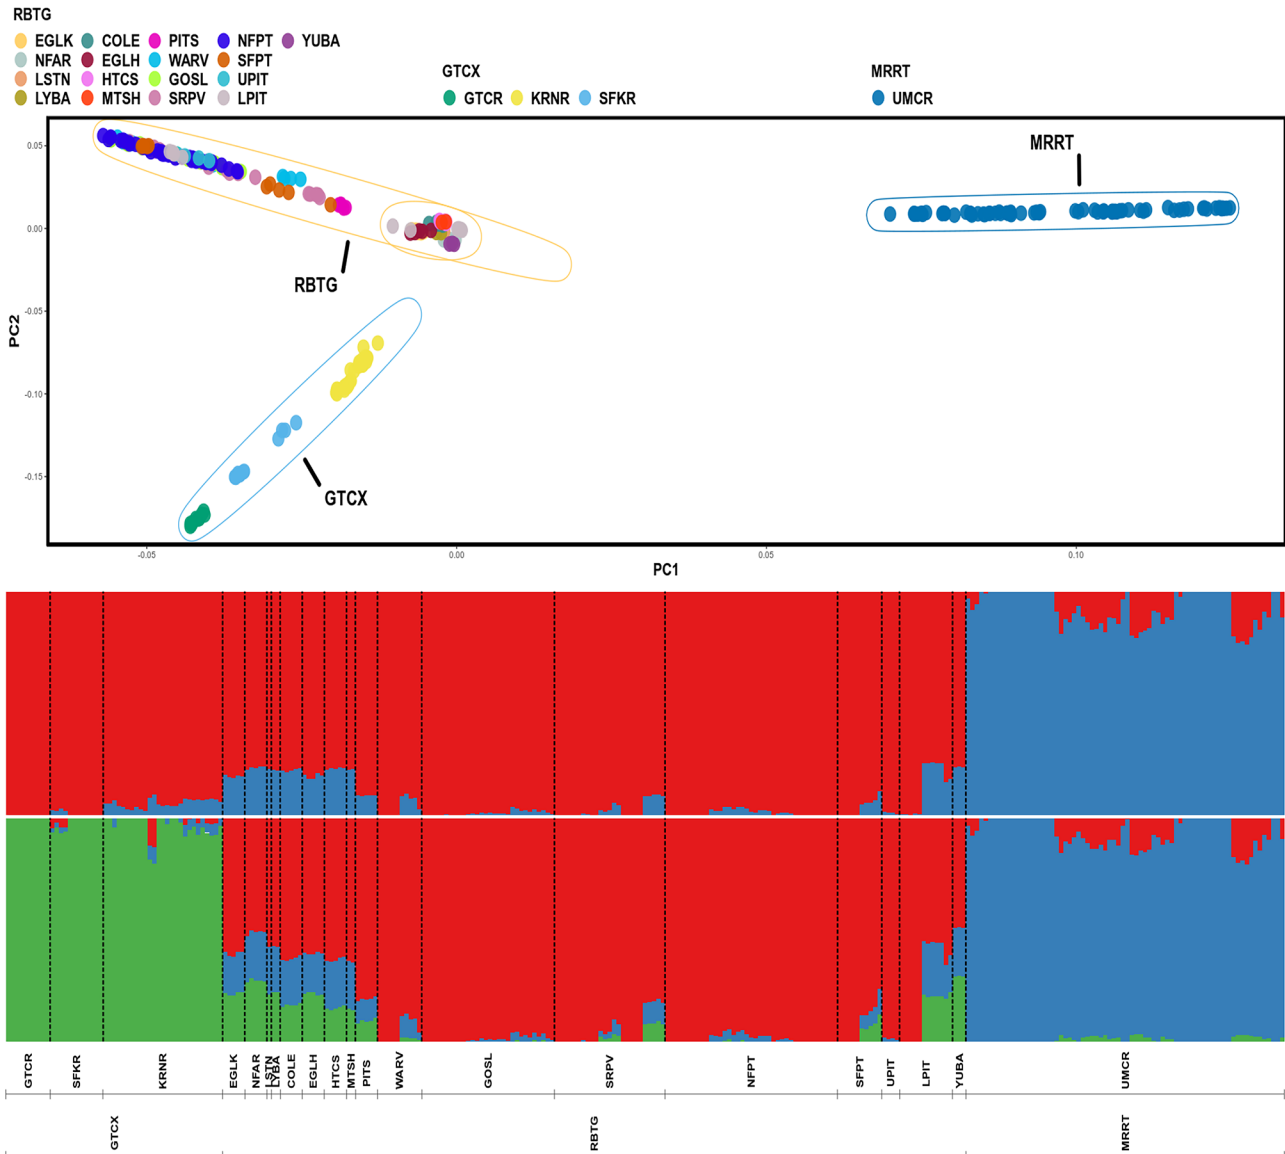 RBTG
EGLK COLE PITS NFPT YUBA
NFAR EGLH WARV SFPT
LSTN HTCS GOSL UPIT
LYBA MTSH SRPV LPIT
GTCX
GTCR KRNR SFKR
MRRT
UMCR
0.05
0.00
-0.05
-0.10
-0.15
PC2
MRRT
RBTG
GTCX
-0.05 0.00 0.05 0.10
PC1
GTCR SFKR KRNR EGLK NFAR LSTN LYBA COLE EGLH HTCS MTSH PITS WARV GOSL SRPV NFPT SFPT UPIT LPIT YUBA UMCR
GTCX RBTG MRRT